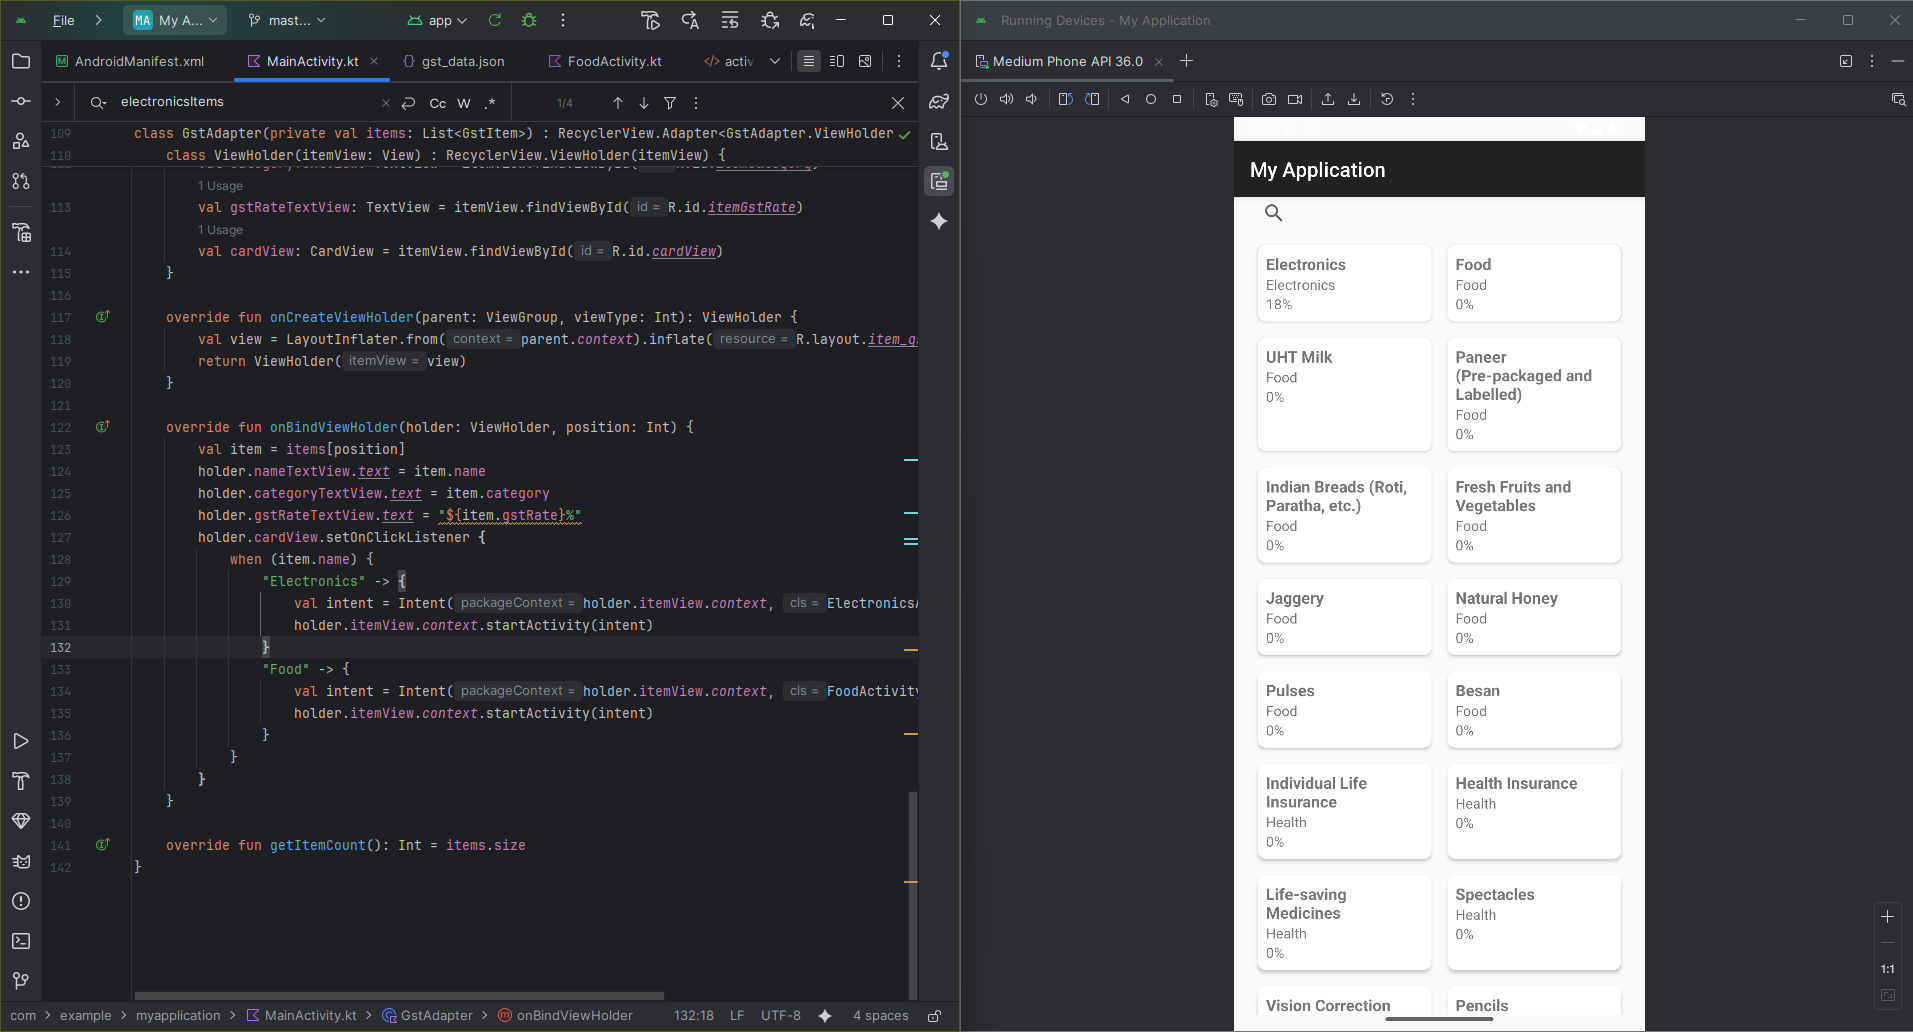 File
MA My A...
mast...
app
AndroidManifest.xml
MainActivity.kt
gst_data.json
FoodActivity.kt
activ
electronicsItems
Cc W .*
1/4
109 class GstAdapter(private val items: List<GstItem>) : RecyclerView.Adapter<GstAdapter.ViewHolder
110 class ViewHolder(itemView: View) : RecyclerView.ViewHolder(itemView) {
1 Usage
113 val gstRateTextView: TextView = itemView.findViewById( id = R.id.itemGstRate)
1 Usage
114 val cardView: CardView = itemView.findViewById( id = R.id.cardView)
115 }
116
117 override fun onCreateViewHolder(parent: ViewGroup, viewType: Int): ViewHolder {
118 val view = LayoutInflater.from( context = parent.context).inflate( resource = R.layout.item_gs
119 return ViewHolder( itemView = view)
120 }
121
122 override fun onBindViewHolder(holder: ViewHolder, position: Int) {
123 val item = items[position]
124 holder.nameTextView.text = item.name
125 holder.categoryTextView.text = item.category
126 holder.gstRateTextView.text = "${item.gstRate}%"
127 holder.cardView.setOnClickListener {
128 when (item.name) {
129 "Electronics" -> {
130 val intent = Intent( packageContext = holder.itemView.context, cls = ElectronicsA
131 holder.itemView.context.startActivity(intent)
132 }
133 "Food" -> {
134 val intent = Intent( packageContext = holder.itemView.context, cls = FoodActivity
135 holder.itemView.context.startActivity(intent)
136 }
137 }
138 }
139 }
140
141 override fun getItemCount(): Int = items.size
142 }
com > example > myapplication > MainActivity.kt > GstAdapter > onBindViewHolder
132:18 LF UTF-8 4 spaces
Running Devices - My Application
Medium Phone API 36.0
My Application
Electronics
Electronics
18%
Food
Food
0%
UHT Milk
Food
0%
Paneer
(Pre-packaged and
Labelled)
Food
0%
Indian Breads (Roti,
Paratha, etc.)
Food
0%
Fresh Fruits and
Vegetables
Food
0%
Jaggery
Food
0%
Natural Honey
Food
0%
Pulses
Food
0%
Besan
Food
0%
Individual Life
Insurance
Health
0%
Health Insurance
Health
0%
Life-saving
Medicines
Health
0%
Spectacles
Health
0%
Vision Correction
Pencils
1:1